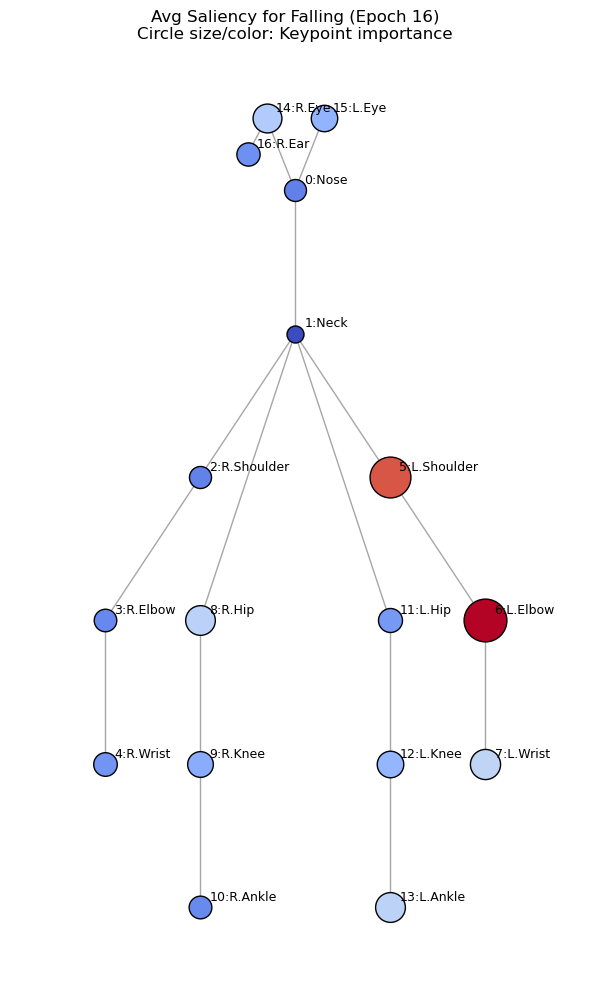 Avg Saliency for Falling (Epoch 16)
Circle size/color: Keypoint importance
14:R.Eye
15:L.Eye
16:R.Ear
0:Nose
1:Neck
2:R.Shoulder
5:L.Shoulder
3:R.Elbow
8:R.Hip
11:L.Hip
6:L.Elbow
4:R.Wrist
9:R.Knee
12:L.Knee
7:L.Wrist
10:R.Ankle
13:L.Ankle